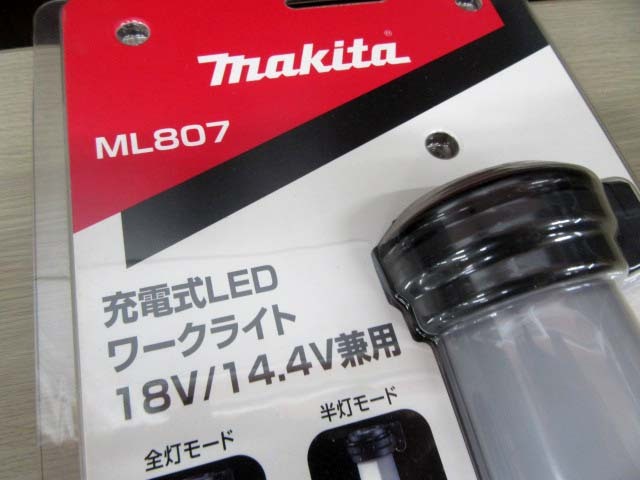 makita
ML807
充電式LED
ワークライト
18V/14.4V兼用
全灯モード
半灯モード